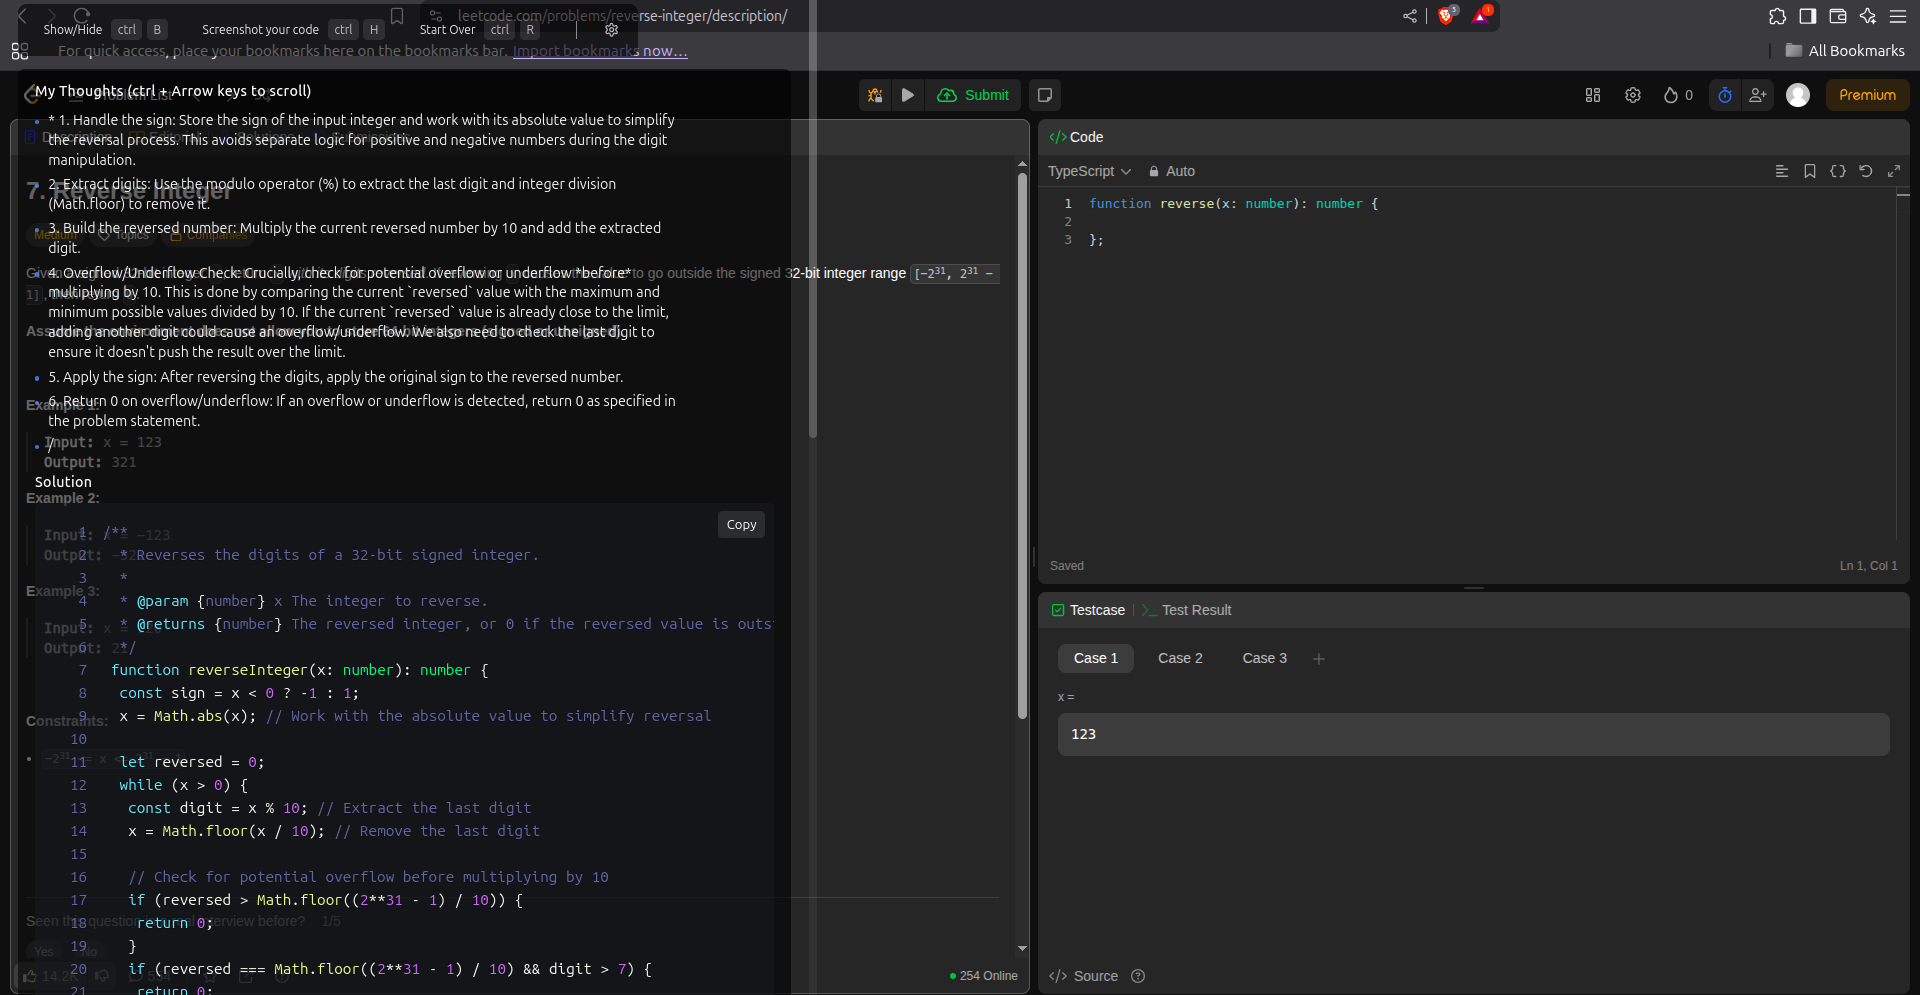 leetcode.com/problems/reverse-integer/description/
Show/Hide ctrl B Screenshot your code ctrl H Start Over ctrl R
For quick access, place your bookmarks here on the bookmarks bar. Import bookmarks now...
All Bookmarks
My Thoughts (ctrl + Arrow keys to scroll)
Submit
0
Premium
* 1. Handle the sign: Store the sign of the input integer and work with its absolute value to simplify
the reversal process. This avoids separate logic for positive and negative numbers during the digit
manipulation.
2. Extract digits: Use the modulo operator (%) to extract the last digit and integer division
(Math.floor) to remove it.
7. Reverse Integer
3. Build the reversed number: Multiply the current reversed number by 10 and add the extracted
digit.
Medium Topics Companies
4. Overflow/Underflow Check: Crucially, check for potential overflow or underflow *before*
multiplying by 10. This is done by comparing the current `reversed` value with the maximum and
minimum possible values divided by 10. If the current `reversed` value is already close to the limit,
adding another digit could cause an overflow/underflow. We also need to check the last digit to
ensure it doesn't push the result over the limit.
to go outside the signed 32-bit integer range [−2³¹, 2³¹ −
1]
5. Apply the sign: After reversing the digits, apply the original sign to the reversed number.
6. Return 0 on overflow/underflow: If an overflow or underflow is detected, return 0 as specified in
the problem statement.
/
Example 1:
Input: x = 123
Output: 321
Solution
Example 2:
Input: x = −123
Output:
Example 3:
Input: x =
Output:
Constraints:
Copy
1 /**
2 * Reverses the digits of a 32-bit signed integer.
3 *
4 * @param {number} x The integer to reverse.
5 * @returns {number} The reversed integer, or 0 if the reversed value is outs
6 */
7 function reverseInteger(x: number): number {
8 const sign = x < 0 ? -1 : 1;
9 x = Math.abs(x); // Work with the absolute value to simplify reversal
10
11 let reversed = 0;
12 while (x > 0) {
13 const digit = x % 10; // Extract the last digit
14 x = Math.floor(x / 10); // Remove the last digit
15
16 // Check for potential overflow before multiplying by 10
17 if (reversed > Math.floor((2**31 - 1) / 10)) {
18 return 0;
19 }
20 if (reversed === Math.floor((2**31 - 1) / 10) && digit > 7) {
21 return 0;
Seen this question in a real interview before? 1/5
Yes No
254 Online
Code
TypeScript Auto
1 function reverse(x: number): number {
2
3 };
Saved Ln 1, Col 1
Testcase Test Result
Case 1 Case 2 Case 3
x =
123
Source